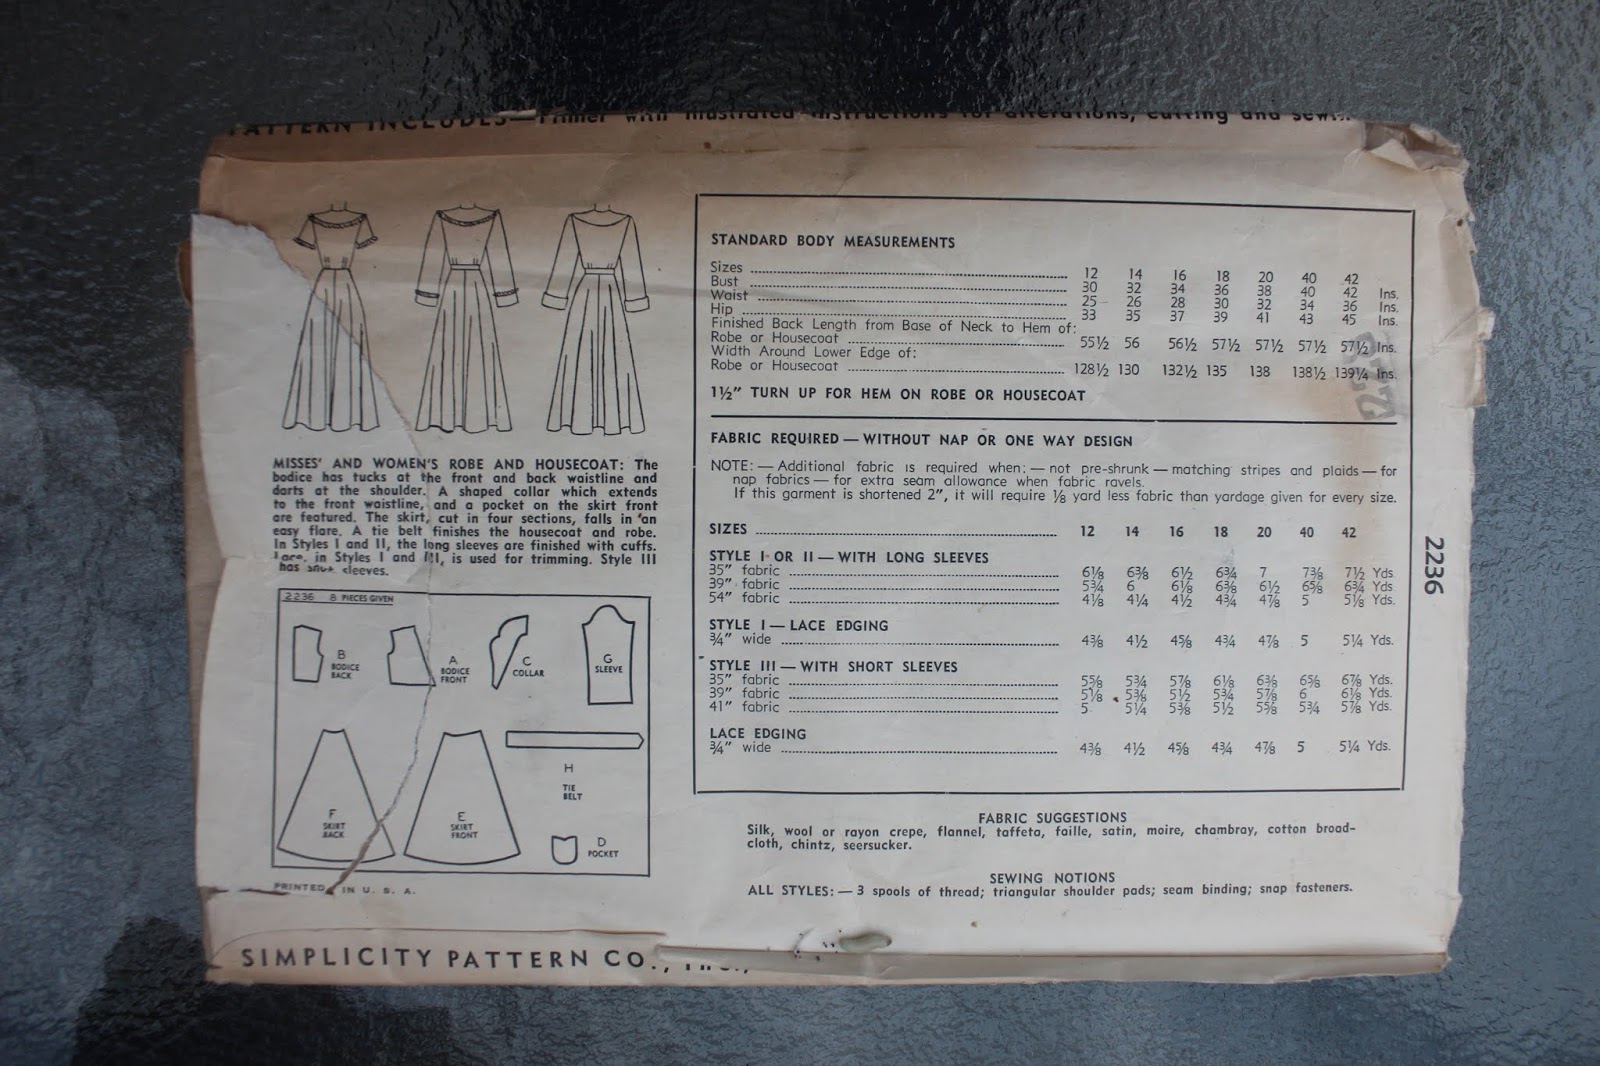 PATTERN INCLUDES—Primer with illustrated instructions for alterations, cutting and
MISSES' AND WOMEN'S ROBE AND HOUSECOAT: The
bodice has tucks at the front and back waistline and
darts at the shoulder. A shaped collar which extends
to the front waistline, and a pocket on the skirt front
are featured. The skirt, cut in four sections, falls in an
easy flare. A tie belt finishes the housecoat and robe.
In Styles I and II, the long sleeves are finished with cuffs.
Lace, in Styles I and III, is used for trimming. Style III
has short sleeves.
2236 8 PIECES GIVEN
B
BODICE
BACK
A
BODICE
FRONT
C
COLLAR
G
SLEEVE
F
SKIRT
BACK
E
SKIRT
FRONT
H
TIE
BELT
D
POCKET
PRINTED IN U. S. A.
SIMPLICITY PATTERN CO.,
STANDARD BODY MEASUREMENTS
Sizes 12 14 16 18 20 40 42
Bust 30 32 34 36 38 40 42 Ins.
Waist 25 26 28 30 32 34 36 Ins.
Hip 33 35 37 39 41 43 45 Ins.
Finished Back Length from Base of Neck to Hem of:
Robe or Housecoat 55½ 56 56½ 57½ 57½ 57½ 57½ Ins.
Width Around Lower Edge of:
Robe or Housecoat 128½ 130 132½ 135 138 138½ 139¼ Ins.
1½" TURN UP FOR HEM ON ROBE OR HOUSECOAT
FABRIC REQUIRED — WITHOUT NAP OR ONE WAY DESIGN
NOTE: — Additional fabric is required when: — not pre-shrunk — matching stripes and plaids — for
nap fabrics — for extra seam allowance when fabric ravels.
If this garment is shortened 2", it will require ⅛ yard less fabric than yardage given for every size.
SIZES 12 14 16 18 20 40 42
STYLE I OR II — WITH LONG SLEEVES
35" fabric 6⅛ 6⅜ 6½ 6¾ 7 7⅜ 7½ Yds.
39" fabric 5¾ 6 6⅛ 6⅜ 6½ 6⅝ 6¾ Yds.
54" fabric 4⅛ 4¼ 4½ 4¾ 4⅞ 5 5⅛ Yds.
STYLE I — LACE EDGING
¾" wide 4⅜ 4½ 4⅝ 4¾ 4⅞ 5 5¼ Yds.
STYLE III — WITH SHORT SLEEVES
35" fabric 5⅝ 5¾ 5⅞ 6⅛ 6⅜ 6⅝ 6⅞ Yds.
39" fabric 5⅛ 5⅜ 5½ 5¾ 5⅞ 6 6⅛ Yds.
41" fabric 5 5¼ 5⅜ 5½ 5⅝ 5¾ 5⅞ Yds.
LACE EDGING
¾" wide 4⅜ 4½ 4⅝ 4¾ 4⅞ 5 5¼ Yds.
2236
FABRIC SUGGESTIONS
Silk, wool or rayon crepe, flannel, taffeta, faille, satin, moire, chambray, cotton broad-
cloth, chintz, seersucker.
SEWING NOTIONS
ALL STYLES: — 3 spools of thread; triangular shoulder pads; seam binding; snap fasteners.